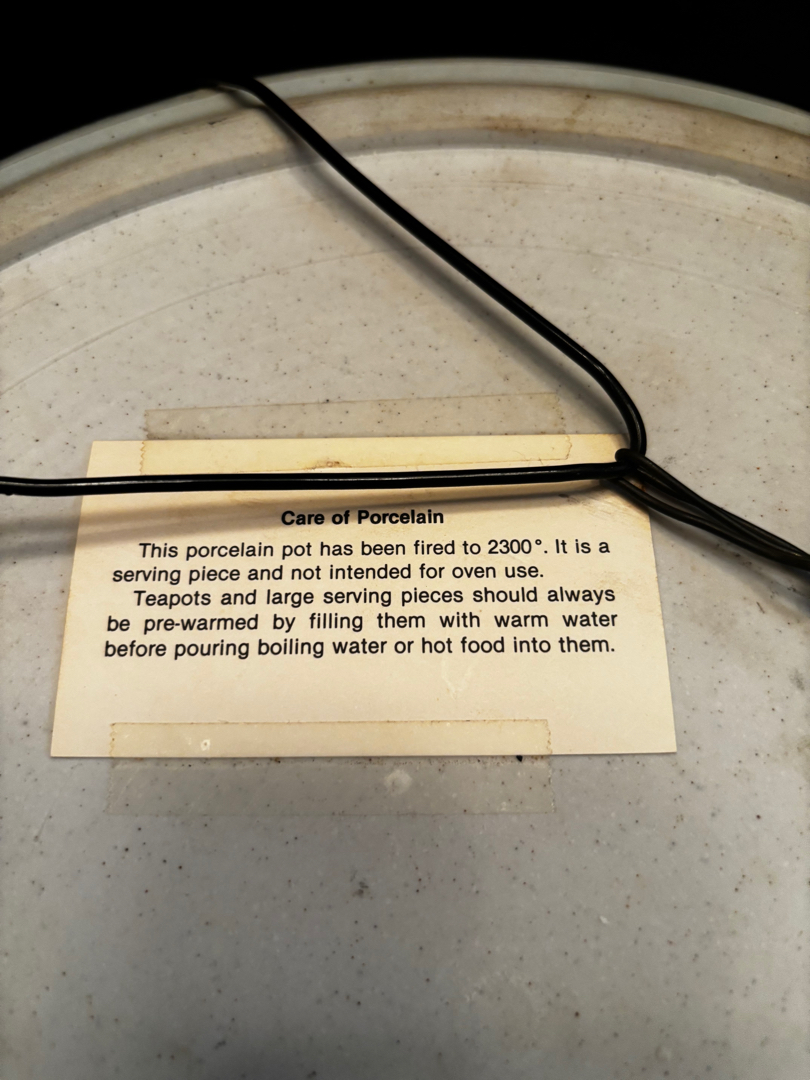 Care of Porcelain
This porcelain pot has been fired to 2300°. It is a
serving piece and not intended for oven use.
Teapots and large serving pieces should always
be pre-warmed by filling them with warm water
before pouring boiling water or hot food into them.